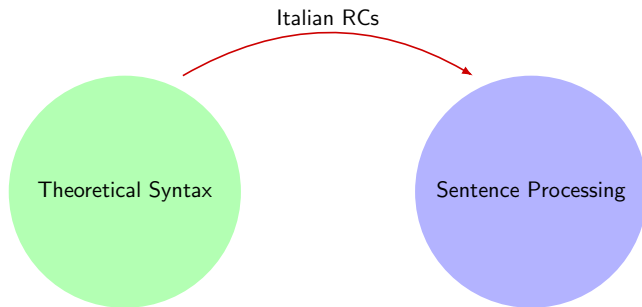 Italian RCs
Theoretical Syntax
Sentence Processing